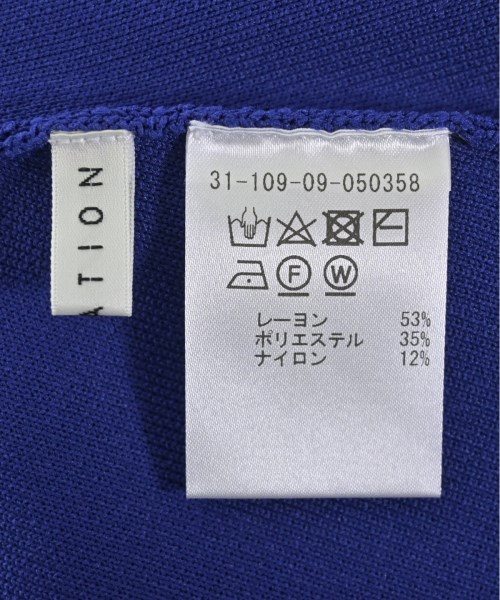 ATION
31-109-09-050358
F W
レーヨン 53%
ポリエステル 35%
ナイロン 12%